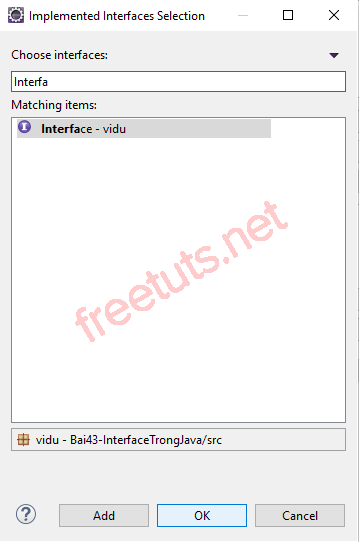 Implemented Interfaces Selection
Choose interfaces:
Interfa
Matching items:
Interface - vidu
freetuts.net
vidu - Bai43-InterfaceTrongJava/src
Add
OK
Cancel